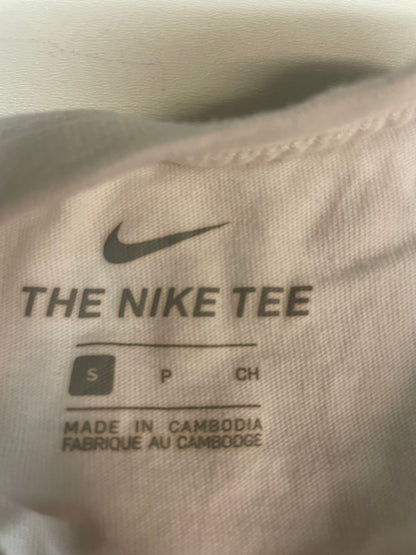 THE NIKE TEE
S P CH
MADE IN CAMBODIA
FABRIQUE AU CAMBODGE